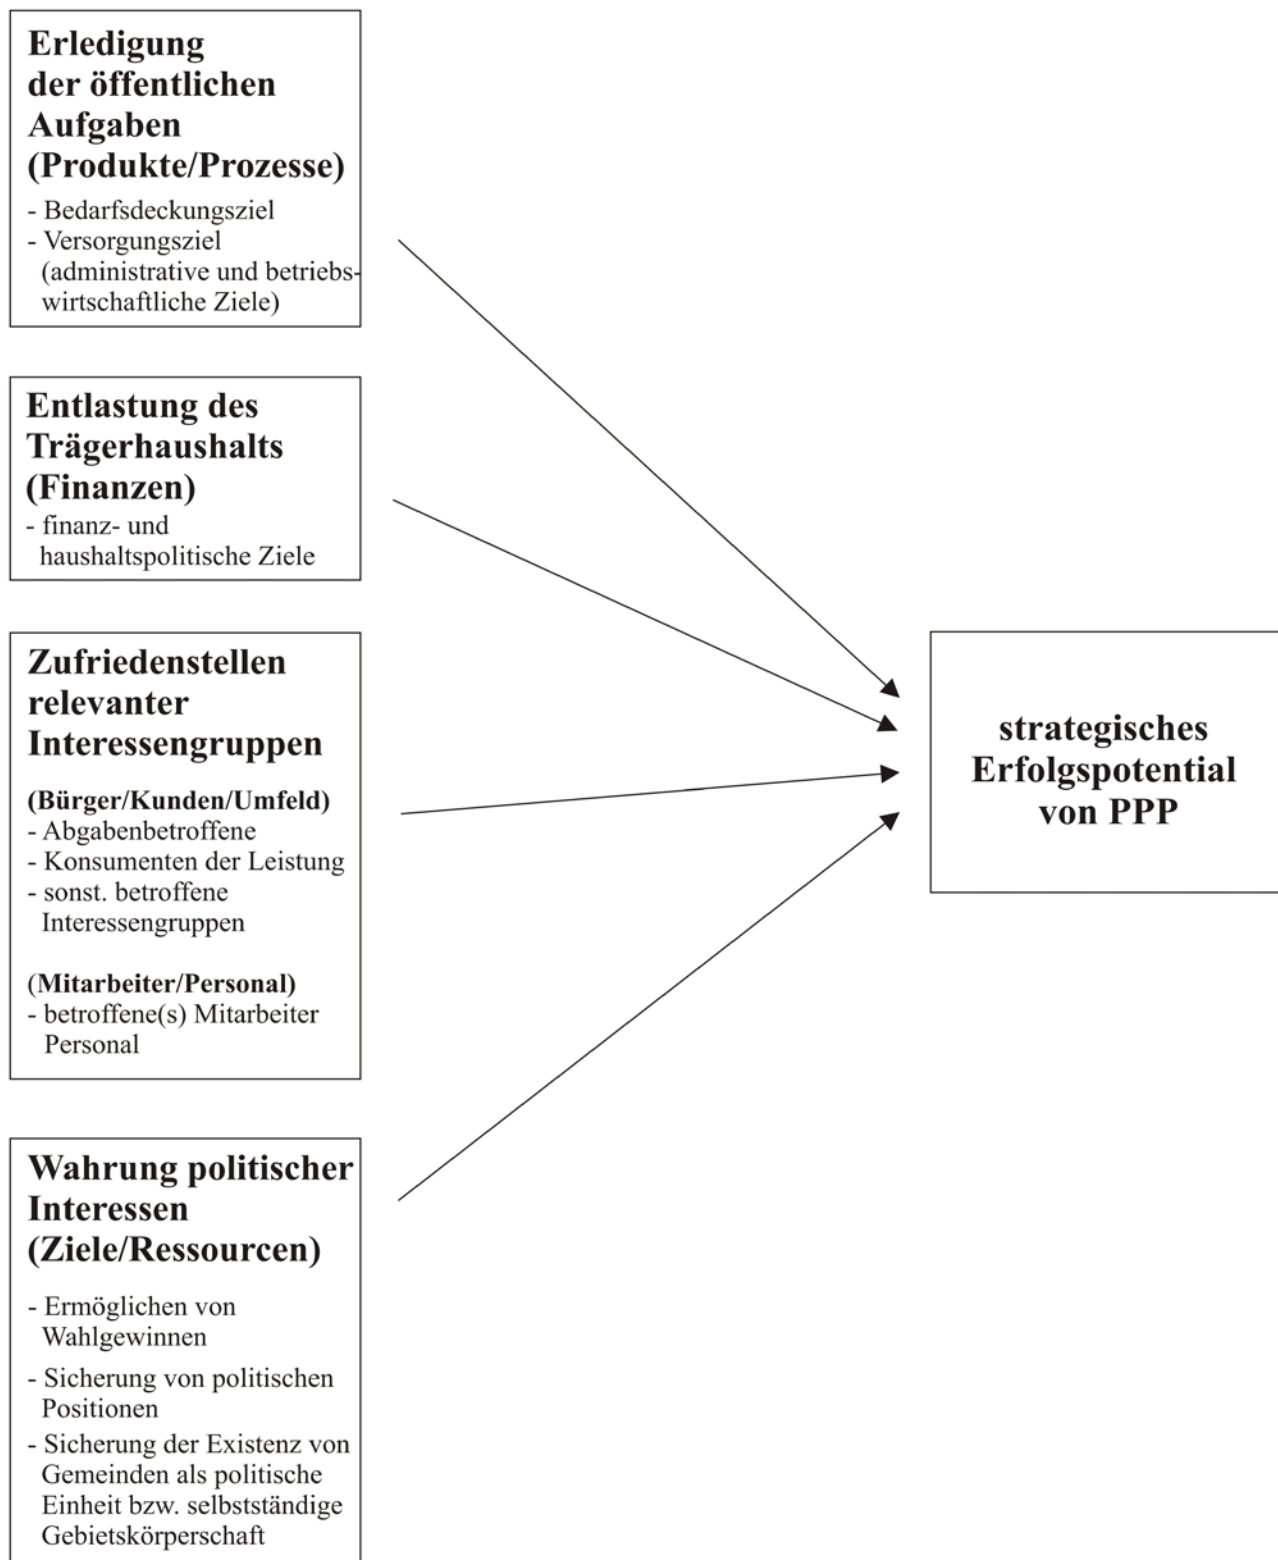 Erledigung
der öffentlichen
Aufgaben
(Produkte/Prozesse)
- Bedarfsdeckungsziel
- Versorgungsziel
(administrative und betriebs-
wirtschaftliche Ziele)
Entlastung des
Trägerhaushalts
(Finanzen)
- finanz- und
haushaltspolitische Ziele
Zufriedenstellen
relevanter
Interessengruppen
(Bürger/Kunden/Umfeld)
- Abgabenbetroffene
- Konsumenten der Leistung
- sonst. betroffene
Interessengruppen
(Mitarbeiter/Personal)
- betroffene(s) Mitarbeiter
Personal
Wahrung politischer
Interessen
(Ziele/Ressourcen)
- Ermöglichen von
Wahlgewinnen
- Sicherung von politischen
Positionen
- Sicherung der Existenz von
Gemeinden als politische
Einheit bzw. selbstständige
Gebietskörperschaft
strategisches
Erfolgspotential
von PPP